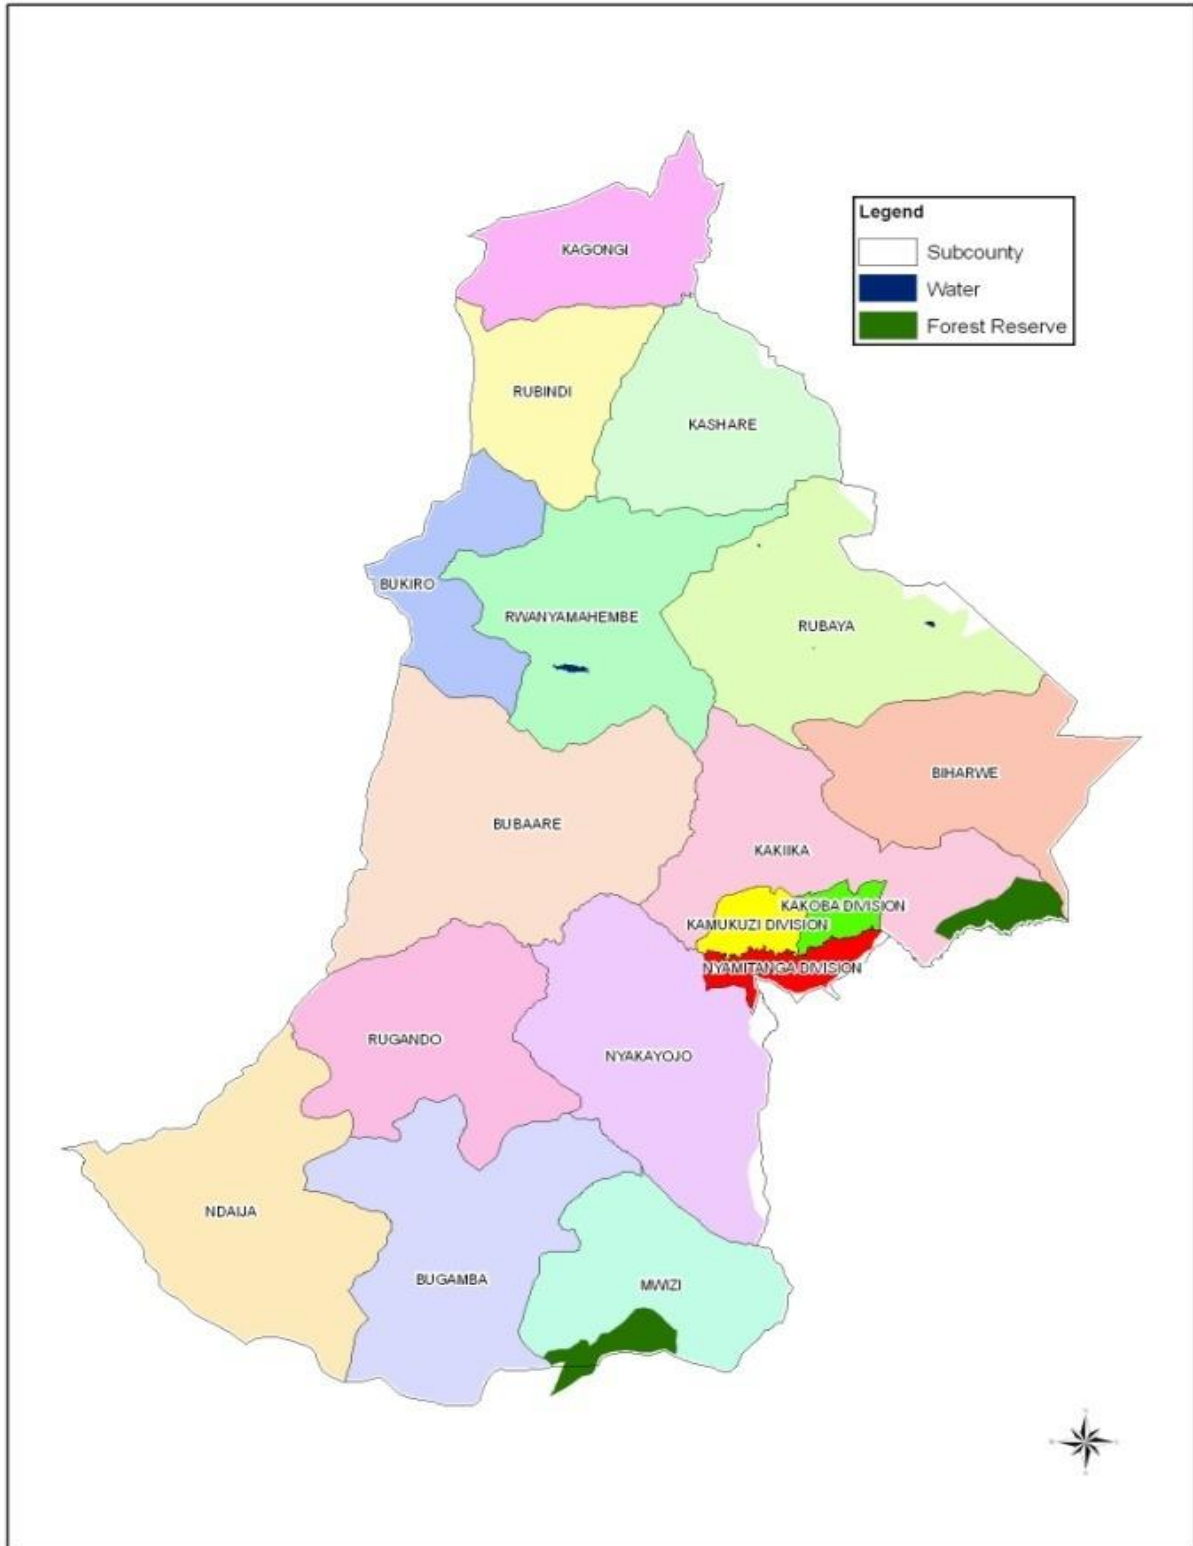 KAGONGI
Legend
Subcounty
Water
Forest Reserve
RUBINDI
KASHARE
BUKIRO
RWANYAMAHEMBE
RUBAYA
BIHARWE
BUBAARE
KAKIIKA
KAKOBA DIVISION
KAMUKUZI DIVISION
NYAMITANGA DIVISION
RUGANDO
NYAKAYOJO
NDAIJA
BUGAMBA
MWIZI